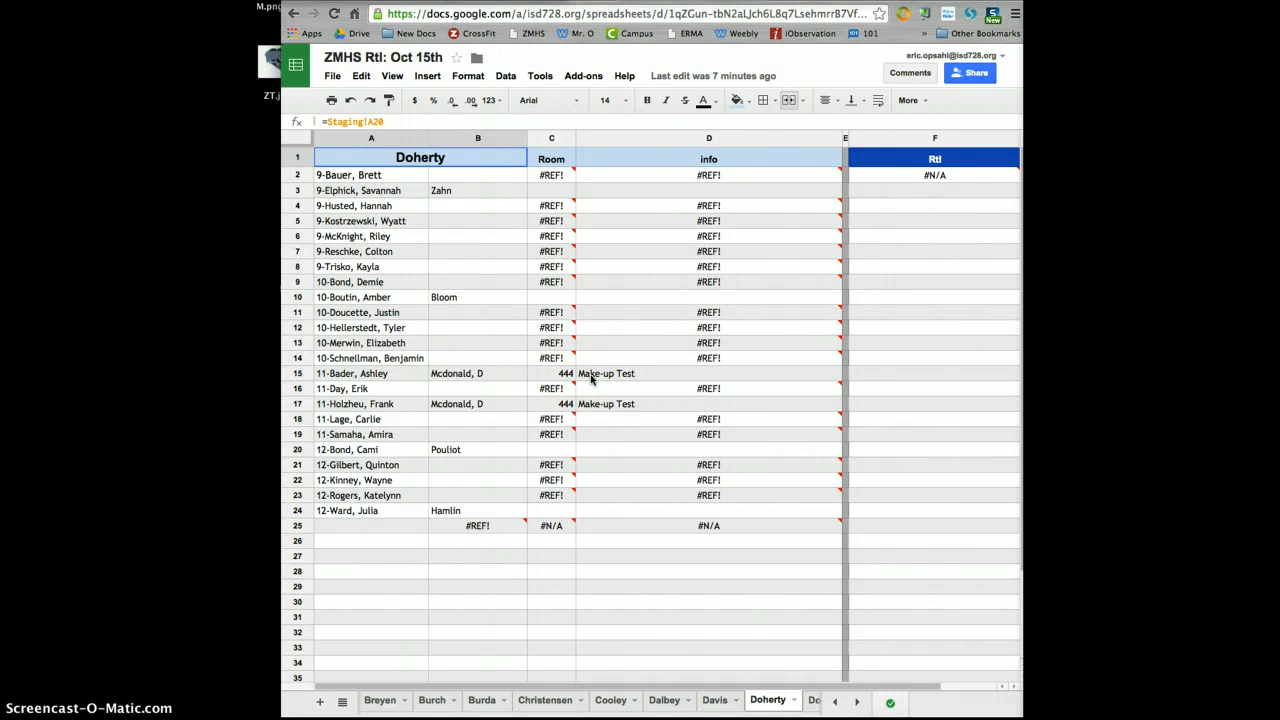 M.png
ZT.j
https://docs.google.com/a/isd728.org/spreadsheets/d/1qZGun-tbN2aLJch6L8q7LsehmrrB7Vf...
New
Apps Drive New Docs CrossFit ZMHS Mr. O Campus ERMA Weebly iObservation 101 » Other Bookmarks
ZMHS RtI: Oct 15th
eric.opsahl@isd728.org
File Edit View Insert Format Data Tools Add-ons Help Last edit was 7 minutes ago Comments Share
$ % .0 .00 123 Arial 14 B I S A More
fx =Staging!A20
A B C D E F
1 Doherty Room info RtI
2 9-Bauer, Brett #REF! #REF! #N/A
3 9-Elphick, Savannah Zahn
4 9-Husted, Hannah #REF! #REF!
5 9-Kostrzewski, Wyatt #REF! #REF!
6 9-McKnight, Riley #REF! #REF!
7 9-Reschke, Colton #REF! #REF!
8 9-Trisko, Kayla #REF! #REF!
9 10-Bond, Demie #REF! #REF!
10 10-Boutin, Amber Bloom
11 10-Doucette, Justin #REF! #REF!
12 10-Hellerstedt, Tyler #REF! #REF!
13 10-Merwin, Elizabeth #REF! #REF!
14 10-Schnellman, Benjamin #REF! #REF!
15 11-Bader, Ashley Mcdonald, D 444 Make-up Test
16 11-Day, Erik #REF! #REF!
17 11-Holzheu, Frank Mcdonald, D 444 Make-up Test
18 11-Lage, Carlie #REF! #REF!
19 11-Samaha, Amira #REF! #REF!
20 12-Bond, Cami Pouliot
21 12-Gilbert, Quinton #REF! #REF!
22 12-Kinney, Wayne #REF! #REF!
23 12-Rogers, Katelynn #REF! #REF!
24 12-Ward, Julia Hamlin
25 #REF! #N/A #N/A
26
27
28
29
30
31
32
33
34
35
+ Breyen Burch Burda Christensen Cooley Dalbey Davis Doherty Do
Screencast-O-Matic.com